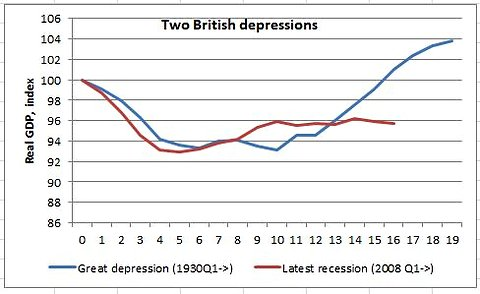 Two British depressions
Real GDP, index
106
104
102
100
98
96
94
92
90
88
86
0 1 2 3 4 5 6 7 8 9 10 11 12 13 14 15 16 17 18 19
Great depression (1930Q1->) Latest recession (2008 Q1->)